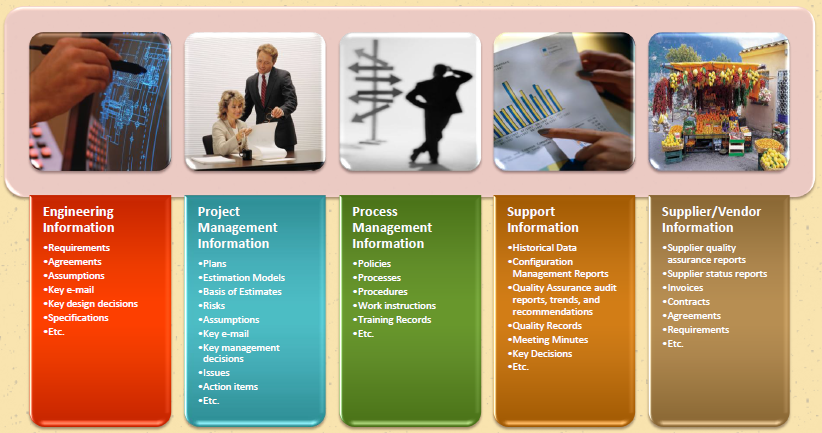 Engineering
Information
•Requirements
•Agreements
•Assumptions
•Key e-mail
•Key design decisions
•Specifications
•Etc.
Project
Management
Information
•Plans
•Estimation Models
•Basis of Estimates
•Risks
•Assumptions
•Key e-mail
•Key management
decisions
•Issues
•Action items
•Etc.
Process
Management
Information
•Policies
•Processes
•Procedures
•Work instructions
•Training Records
•Etc.
Support
Information
•Historical Data
•Configuration
Management Reports
•Quality Assurance audit
reports, trends, and
recommendations
•Quality Records
•Meeting Minutes
•Key Decisions
•Etc.
Supplier/Vendor
Information
•Supplier quality
assurance reports
•Supplier status reports
•Invoices
•Contracts
•Agreements
•Requirements
•Etc.